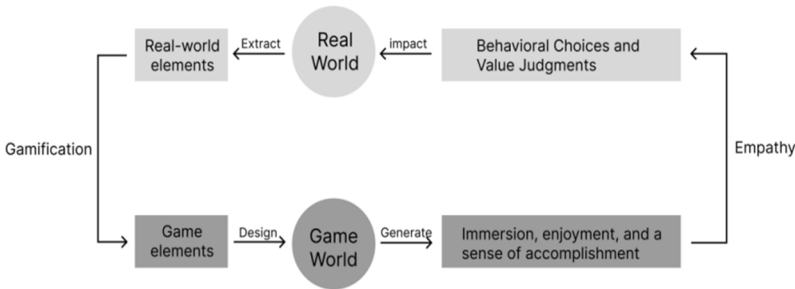 Real-world
elements
Extract
Real
World
impact
Behavioral Choices and
Value Judgments
Gamification
Empathy
Game
elements
Design
Game
World
Generate
Immersion, enjoyment, and a
sense of accomplishment